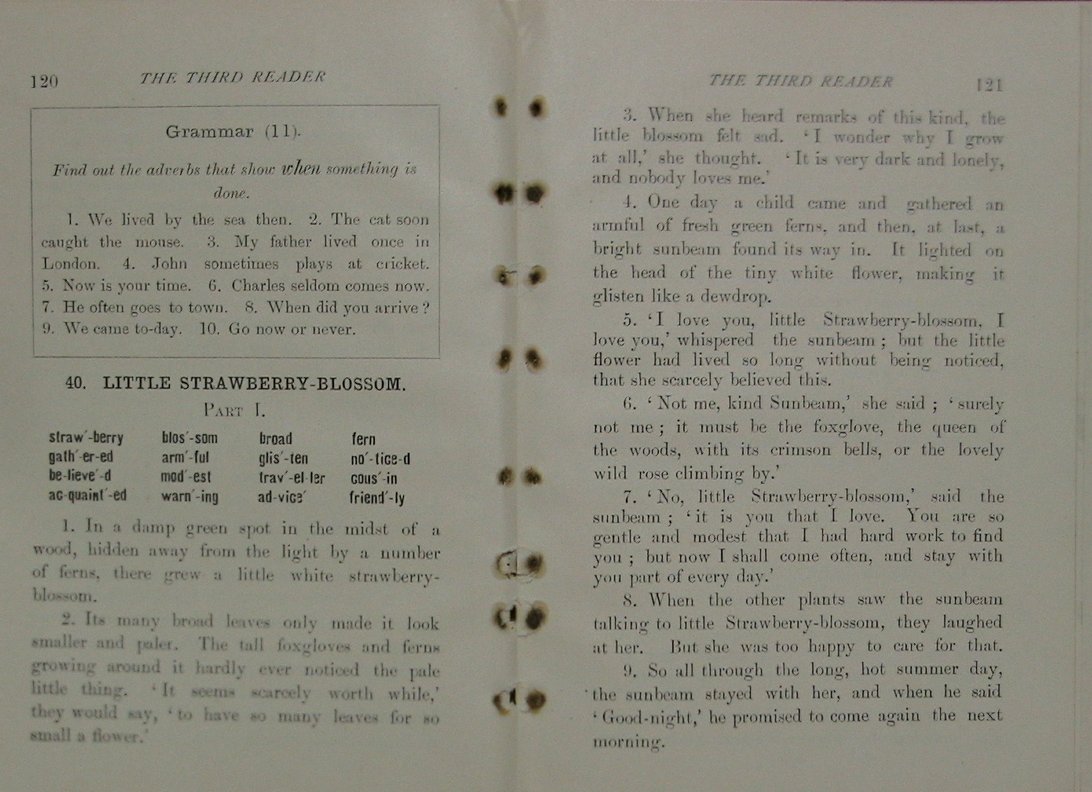 120 THE THIRD READER
Grammar (11).
Find out the adverbs that show when something is
done.
1. We lived by the sea then. 2. The cat soon
caught the mouse. 3. My father lived once in
London. 4. John sometimes plays at cricket.
5. Now is your time. 6. Charles seldom comes now.
7. He often goes to town. 8. When did you arrive?
9. We came to-day. 10. Go now or never.
40. LITTLE STRAWBERRY-BLOSSOM.
PART I.
straw´-berry blos´-som broad fern
gath´-er-ed arm´-ful glis´-ten no´-tice-d
be-lieve´-d mod´-est trav´-el-ler cous´-in
ac-quaint´-ed warn´-ing ad-vice´ friend´-ly
1. In a damp green spot in the midst of a
wood, hidden away from the light by a number
of ferns, there grew a little white strawberry-
blossom.
2. Its many broad leaves only made it look
smaller and paler. The tall foxgloves and ferns
growing around it hardly ever noticed the pale
little thing. ‘It seems scarcely worth while,’
they would say, ‘to have so many leaves for so
small a flower.’
THE THIRD READER 121
3. When she heard remarks of this kind, the
little blossom felt sad. ‘I wonder why I grow
at all,’ she thought. ‘It is very dark and lonely,
and nobody loves me.’
4. One day a child came and gathered an
armful of fresh green ferns, and then, at last, a
bright sunbeam found its way in. It lighted on
the head of the tiny white flower, making it
glisten like a dewdrop.
5. ‘I love you, little Strawberry-blossom, I
love you,’ whispered the sunbeam; but the little
flower had lived so long without being noticed,
that she scarcely believed this.
6. ‘Not me, kind Sunbeam,’ she said; ‘surely
not me; it must be the foxglove, the queen of
the woods, with its crimson bells, or the lovely
wild rose climbing by.’
7. ‘No, little Strawberry-blossom,’ said the
sunbeam; ‘it is you that I love. You are so
gentle and modest that I had hard work to find
you; but now I shall come often, and stay with
you part of every day.’
8. When the other plants saw the sunbeam
talking to little Strawberry-blossom, they laughed
at her. But she was too happy to care for that.
9. So all through the long, hot summer day,
the sunbeam stayed with her, and when he said
‘Good-night,’ he promised to come again the next
morning.